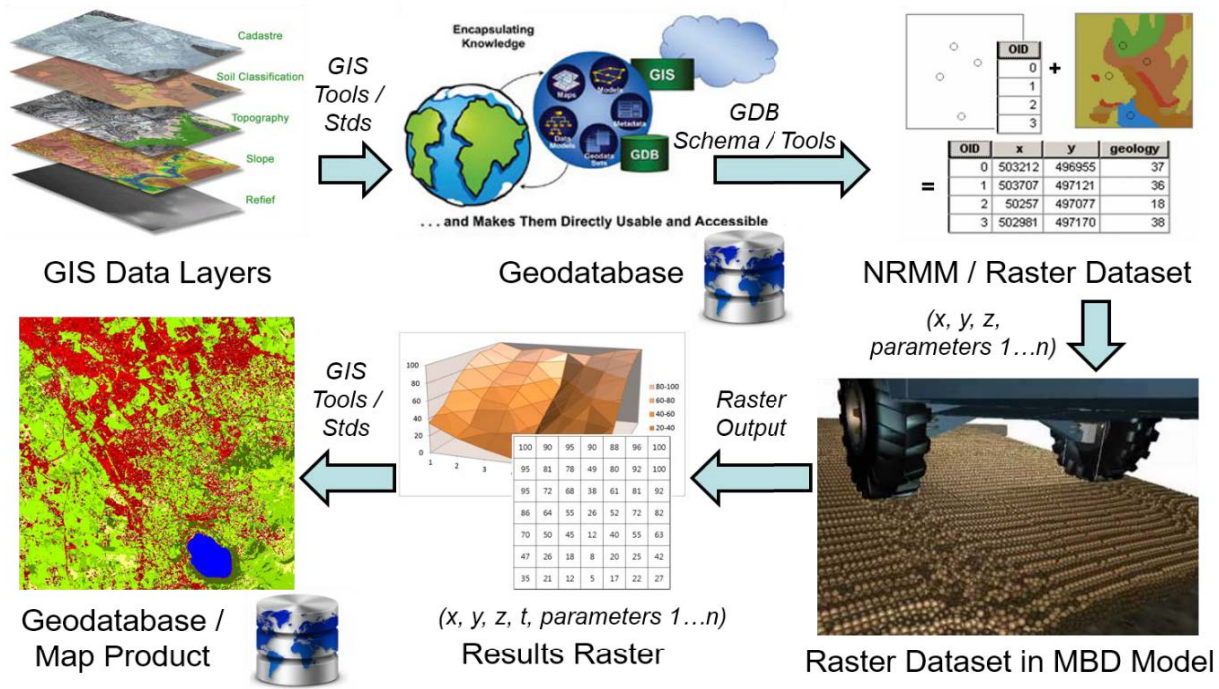 Cadastre
Soil Classification
Topography
Slope
Refief
GIS Data Layers
GIS
Tools /
Stds
Encapsulating
Knowledge
Maps
Models
Metadata
Data
Models
Geodata
Sets
GIS
GDB
. . . and Makes Them Directly Usable and Accessible
Geodatabase
GDB
Schema / Tools
OID
0
1
2
3
+
=
OID x y geology
0 503212 496955 37
1 503707 497121 36
2 50257 497077 18
3 502981 497170 38
NRMM / Raster Dataset
(x, y, z,
parameters 1…n)
Raster Dataset in MBD Model
Raster
Output
100
80
60
40
20
0
1 2 3
80-100
60-80
40-60
20-40
100 90 95 90 88 96 100
95 81 78 49 80 92 100
95 72 68 38 61 81 92
86 64 55 26 52 72 82
70 50 45 12 40 55 63
47 26 18 8 20 25 42
35 21 12 5 17 22 27
(x, y, z, t, parameters 1…n)
Results Raster
GIS
Tools /
Stds
Geodatabase /
Map Product